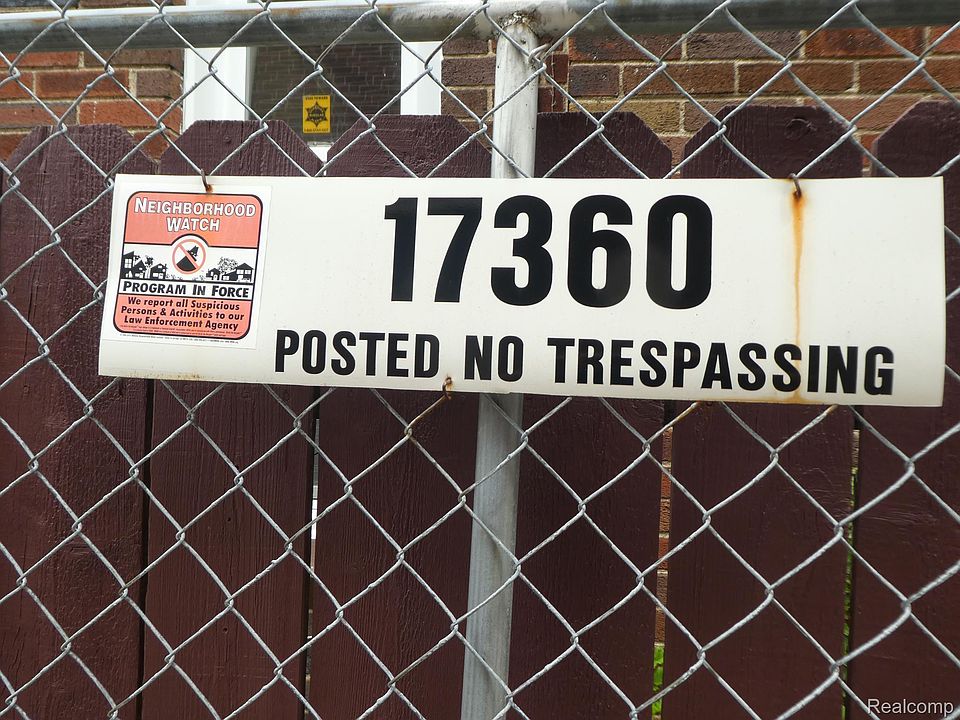 NEIGHBORHOOD
WATCH
PROGRAM IN FORCE
We report all Suspicious
Persons & Activities to our
Law Enforcement Agency
17360
POSTED NO TRESPASSING
Realcomp